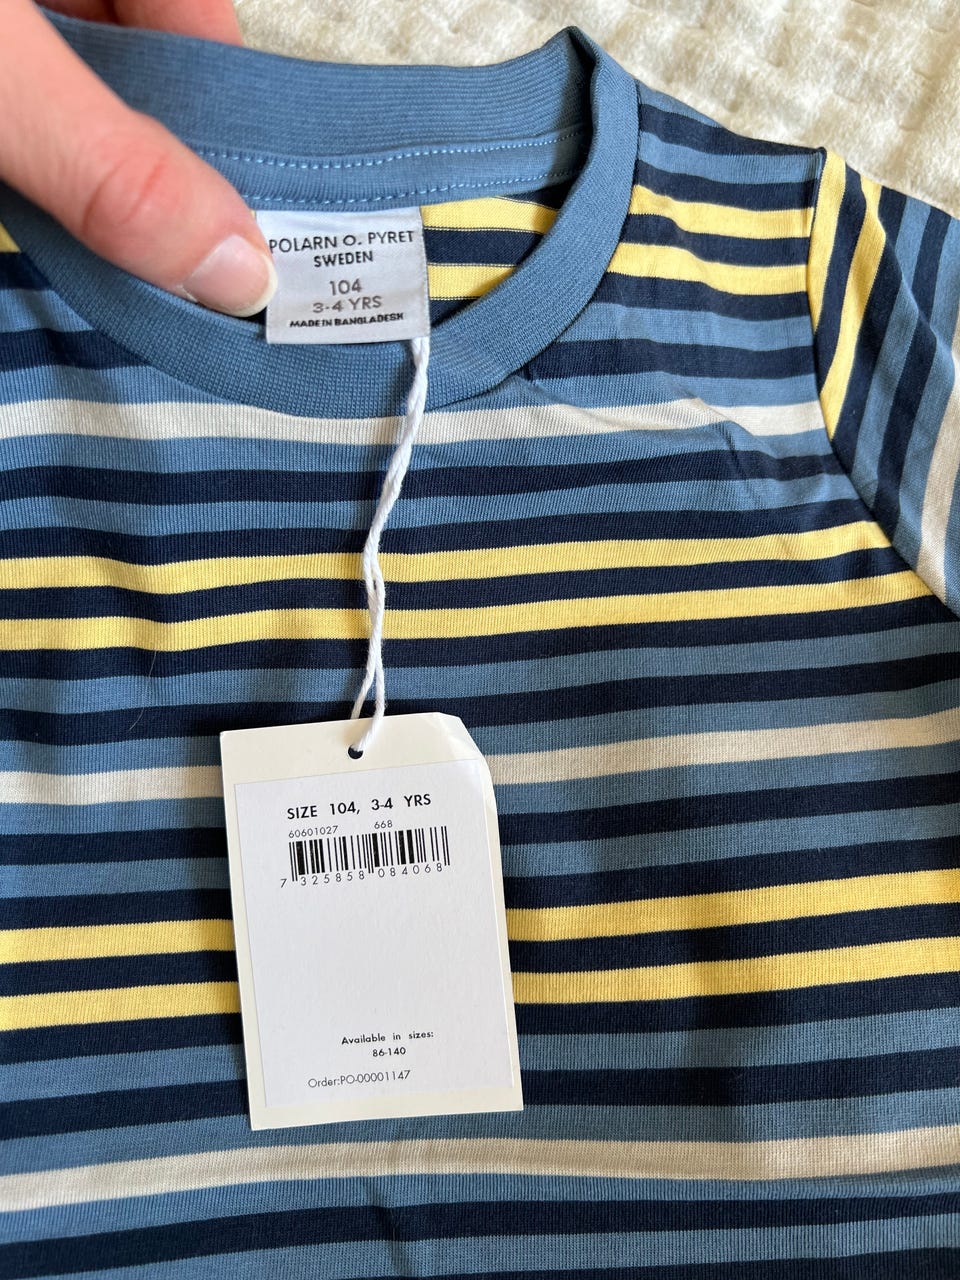 POLARN O. PYRET
SWEDEN
104
3-4 YRS
MADE IN BANGLADESH
SIZE 104, 3-4 YRS
60601027 668
7 325858 084068
Available in sizes:
86-140
Order:PO-00001147